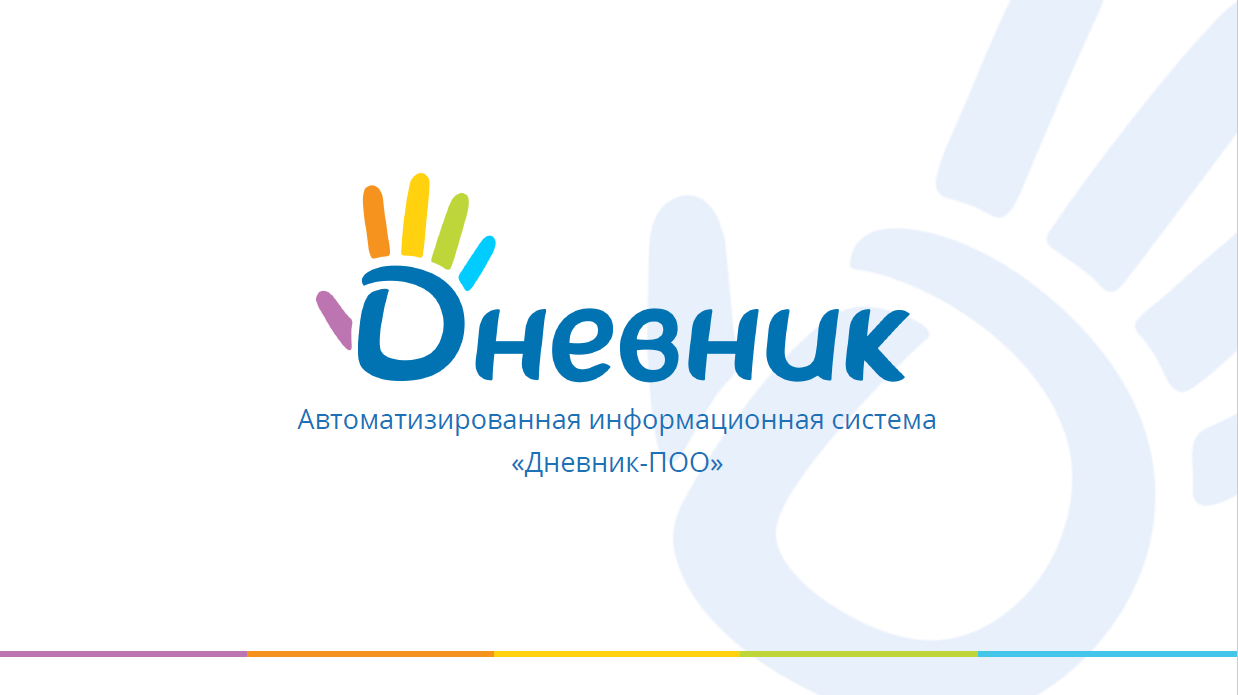 Дневник
Автоматизированная информационная система
«Дневник-ПОО»